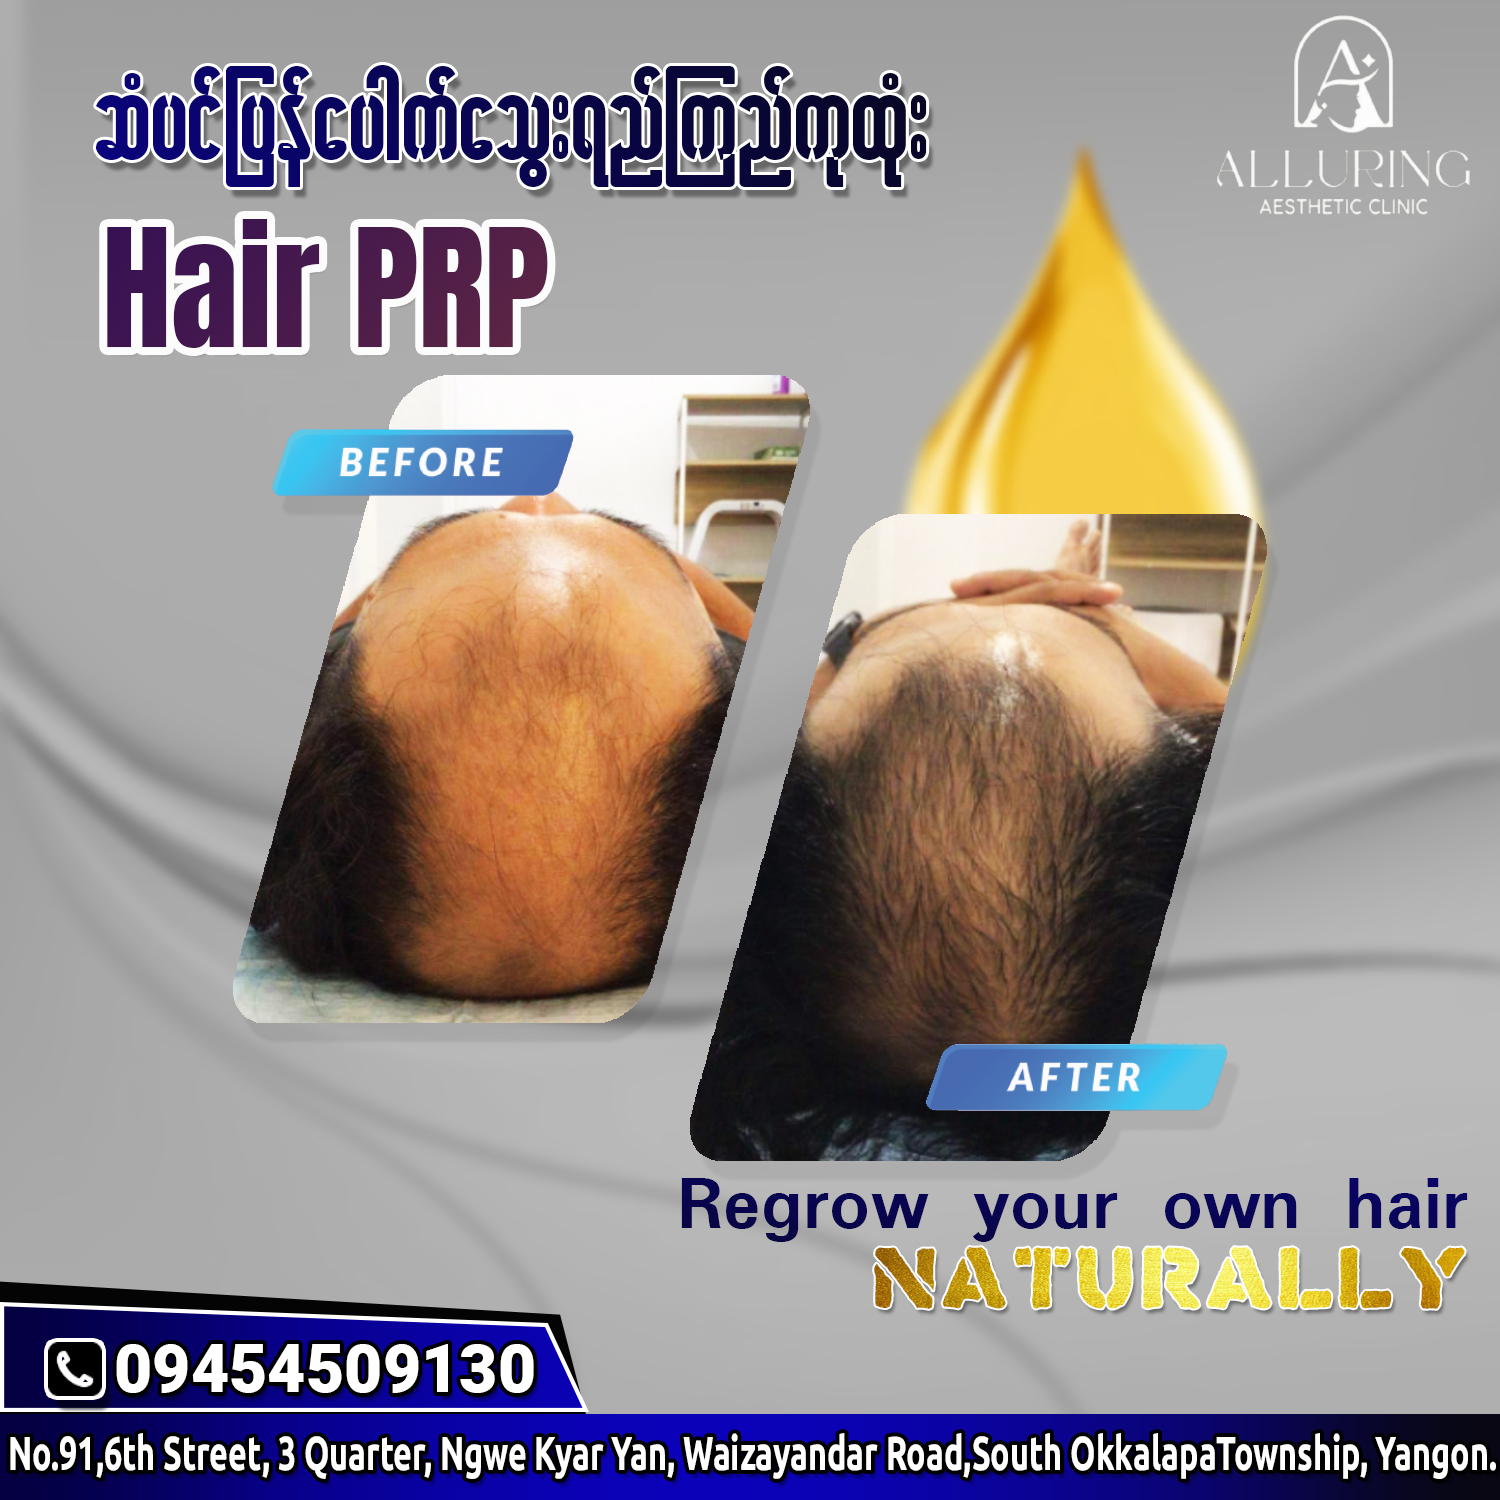 ဆံပင်ပြန်ပေါက်သွေးရည်ကြည်ကုထုံး
Hair PRP
ALLURING
AESTHETIC CLINIC
BEFORE
AFTER
Regrow your own hair
NATURALLY
09454509130
No.91,6th Street, 3 Quarter, Ngwe Kyar Yan, Waizayandar Road,South OkkalapaTownship, Yangon.